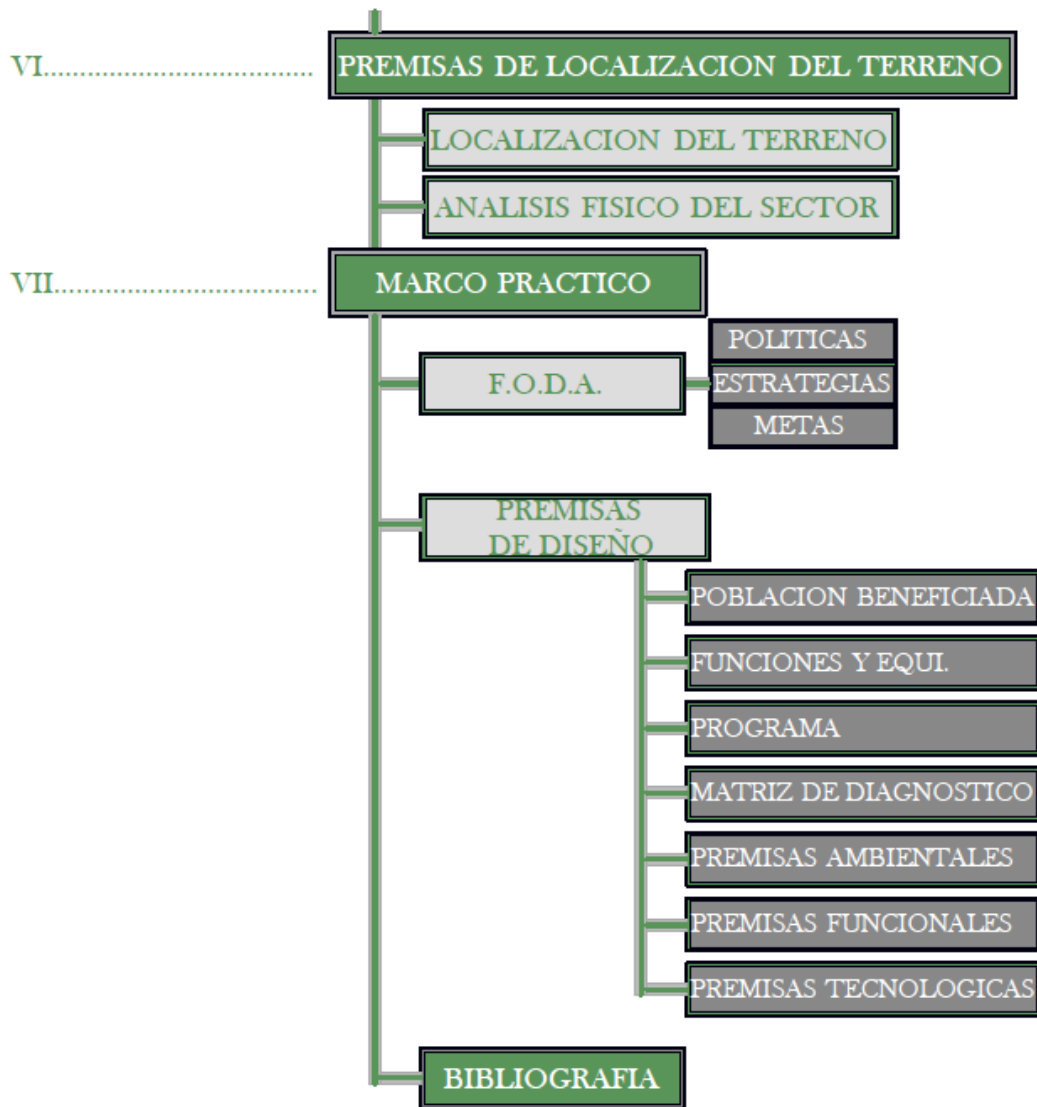 VI.................................... PREMISAS DE LOCALIZACION DEL TERRENO
LOCALIZACION DEL TERRENO
ANALISIS FISICO DEL SECTOR
VII................................... MARCO PRACTICO
POLITICAS
F.O.D.A.
ESTRATEGIAS
METAS
PREMISAS
DE DISEÑO
POBLACION BENEFICIADA
FUNCIONES Y EQUI.
PROGRAMA
MATRIZ DE DIAGNOSTICO
PREMISAS AMBIENTALES
PREMISAS FUNCIONALES
PREMISAS TECNOLOGICAS
BIBLIOGRAFIA